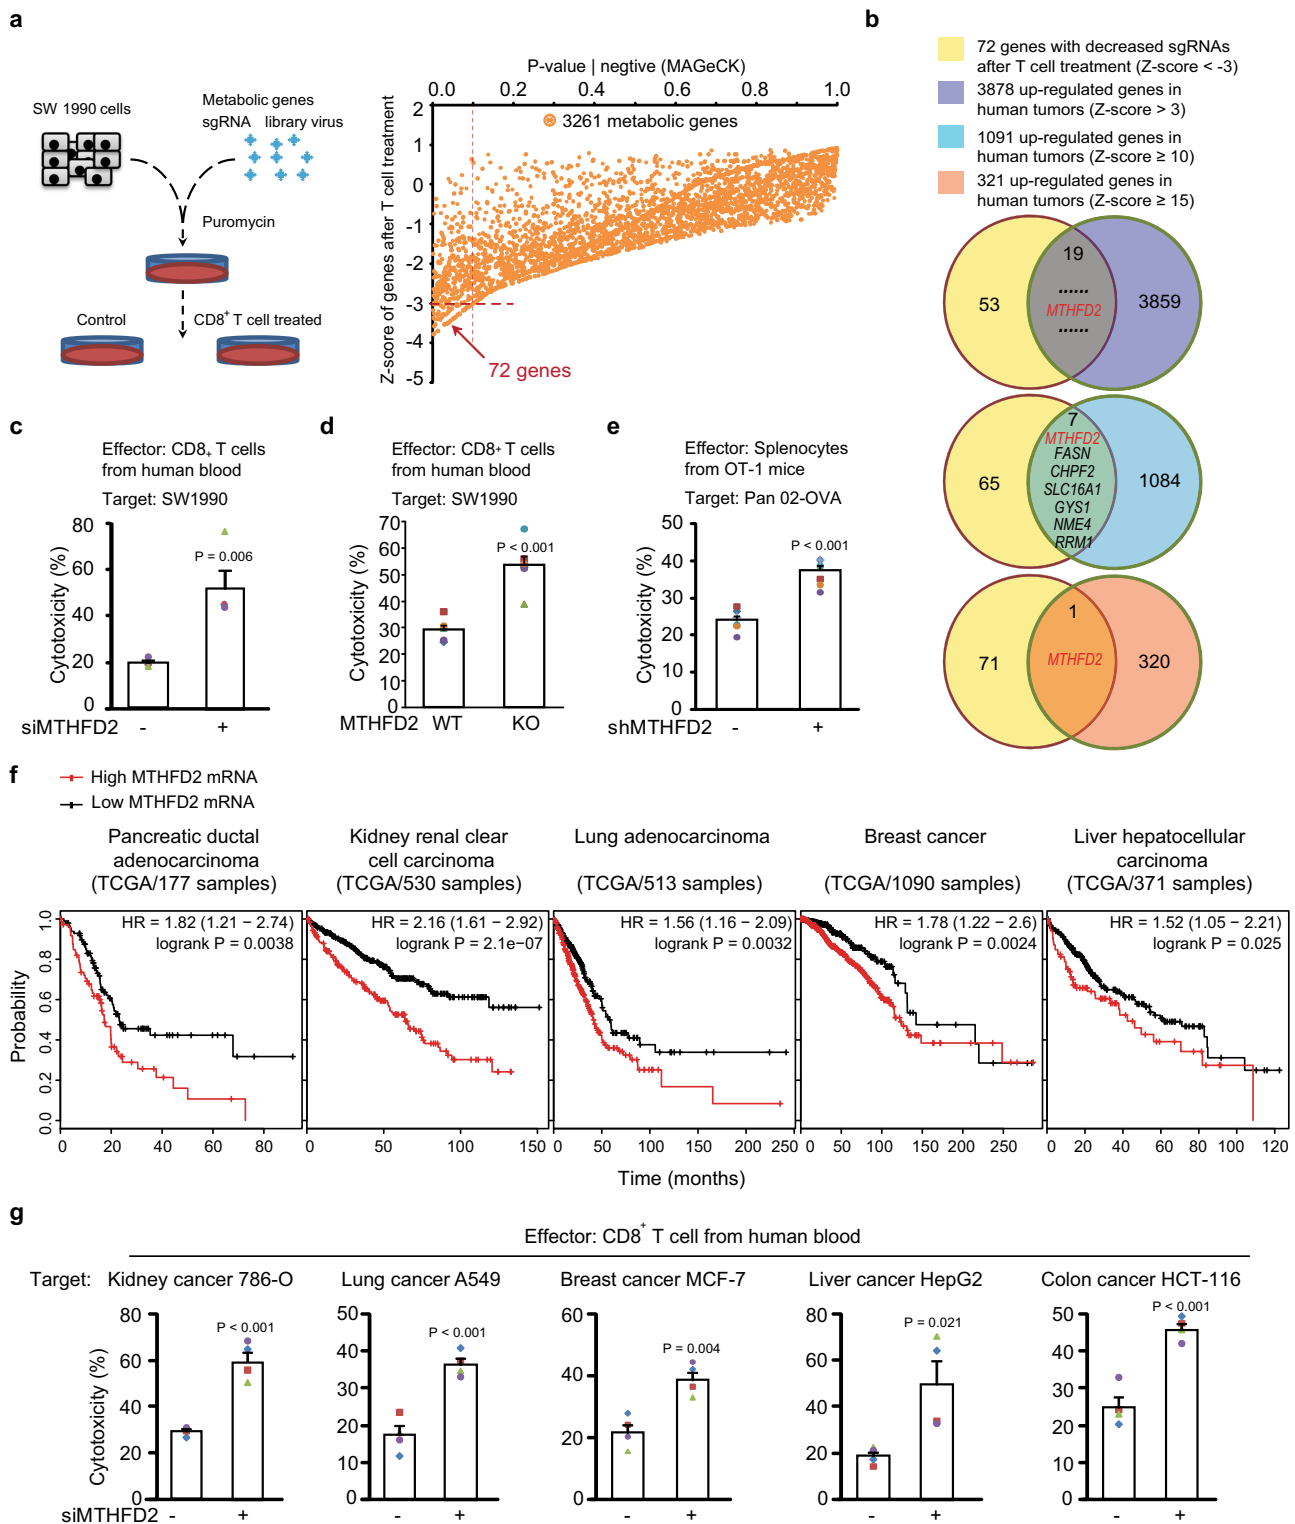 a
SW 1990 cells
Metabolic genes
sgRNA library virus
Puromycin
Control
CD8+ T cell treated
P-value | negtive (MAGeCK)
0.0 0.2 0.4 0.6 0.8 1.0
3261 metabolic genes
Z-score of genes after T cell treatment
2
1
0
-1
-2
-3
-4
-5
72 genes
b
72 genes with decreased sgRNAs
after T cell treatment (Z-score < -3)
3878 up-regulated genes in
human tumors (Z-score > 3)
1091 up-regulated genes in
human tumors (Z-score ≥ 10)
321 up-regulated genes in
human tumors (Z-score ≥ 15)
19
......
53 MTHFD2 3859
......
7
MTHFD2
FASN
CHPF2
65 SLC16A1 1084
GYS1
NME4
RRM1
1
71 MTHFD2 320
c
Effector: CD8+ T cells
from human blood
Target: SW1990
Cytotoxicity (%)
80
60
40
20
0
P = 0.006
siMTHFD2 - +
d
Effector: CD8+ T cells
from human blood
Target: SW1990
Cytotoxicity (%)
70
60
50
40
30
20
10
0
P < 0.001
MTHFD2 WT KO
e
Effector: Splenocytes
from OT-1 mice
Target: Pan 02-OVA
Cytotoxicity (%)
50
40
30
20
10
0
P < 0.001
shMTHFD2 - +
f
High MTHFD2 mRNA
Low MTHFD2 mRNA
Pancreatic ductal
adenocarcinoma
(TCGA/177 samples)
HR = 1.82 (1.21 − 2.74)
logrank P = 0.0038
Probability
1.0
0.8
0.6
0.4
0.2
0.0
0 20 40 60 80
Kidney renal clear
cell carcinoma
(TCGA/530 samples)
HR = 2.16 (1.61 − 2.92)
logrank P = 2.1e−07
0 50 100 150
Lung adenocarcinoma
(TCGA/513 samples)
HR = 1.56 (1.16 − 2.09)
logrank P = 0.0032
0 50 100 150 200 250
Breast cancer
(TCGA/1090 samples)
HR = 1.78 (1.22 − 2.6)
logrank P = 0.0024
0 50 100 150 200 250
Liver hepatocellular
carcinoma
(TCGA/371 samples)
HR = 1.52 (1.05 − 2.21)
logrank P = 0.025
0 20 40 60 80 100 120
Time (months)
g
Effector: CD8+ T cell from human blood
Target: Kidney cancer 786-O
Cytotoxicity (%)
80
60
40
20
0
P < 0.001
siMTHFD2 - +
Lung cancer A549
50
40
30
20
10
0
P < 0.001
- +
Breast cancer MCF-7
60
40
20
0
P = 0.004
- +
Liver cancer HepG2
80
60
40
20
0
P = 0.021
- +
Colon cancer HCT-116
50
40
30
20
10
0
P < 0.001
- +